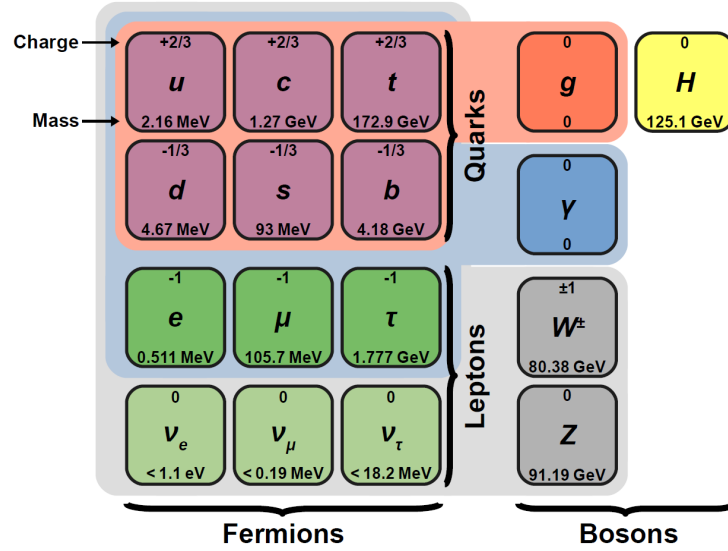 Charge
Mass
+2/3 +2/3 +2/3 0 0
u c t g H
2.16 MeV 1.27 GeV 172.9 GeV 0 125.1 GeV
Quarks
-1/3 -1/3 -1/3 0
d s b γ
4.67 MeV 93 MeV 4.18 GeV 0
-1 -1 -1 ±1
e μ τ W±
0.511 MeV 105.7 MeV 1.777 GeV 80.38 GeV
Leptons
0 0 0 0
νe νμ ντ Z
< 1.1 eV < 0.19 MeV < 18.2 MeV 91.19 GeV
Fermions Bosons